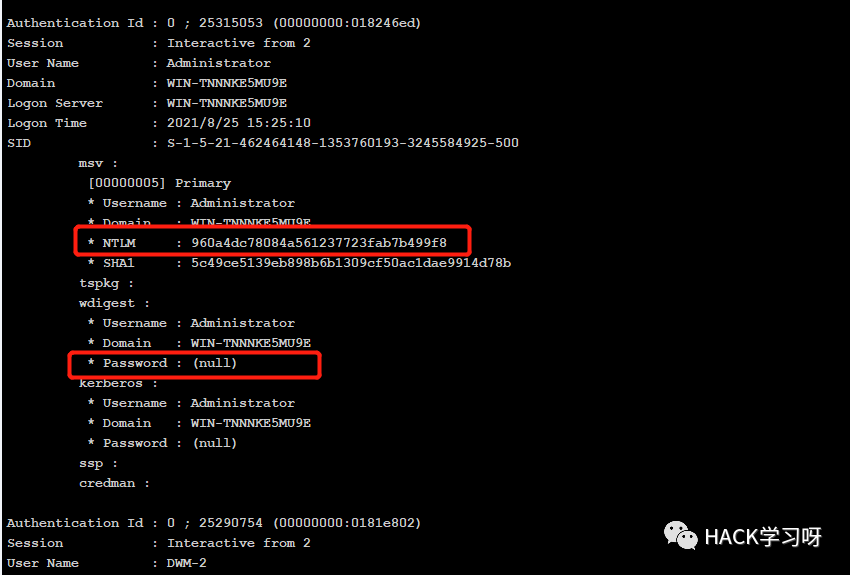 Authentication Id : 0 ; 25315053 (00000000:018246ed)
Session : Interactive from 2
User Name : Administrator
Domain : WIN-TNNNKE5MU9E
Logon Server : WIN-TNNNKE5MU9E
Logon Time : 2021/8/25 15:25:10
SID : S-1-5-21-462464148-1353760193-3245584925-500
msv :
[00000005] Primary
* Username : Administrator
* Domain : WIN-TNNNKE5MU9E
* NTLM : 960a4dc78084a561237723fab7b499f8
* SHA1 : 5c49ce5139eb898b6b1309cf50ac1dae9914d78b
tspkg :
wdigest :
* Username : Administrator
* Domain : WIN-TNNNKE5MU9E
* Password : (null)
kerberos :
* Username : Administrator
* Domain : WIN-TNNNKE5MU9E
* Password : (null)
ssp :
credman :
Authentication Id : 0 ; 25290754 (00000000:0181e802)
Session : Interactive from 2
User Name : DWM-2
HACK学习呀